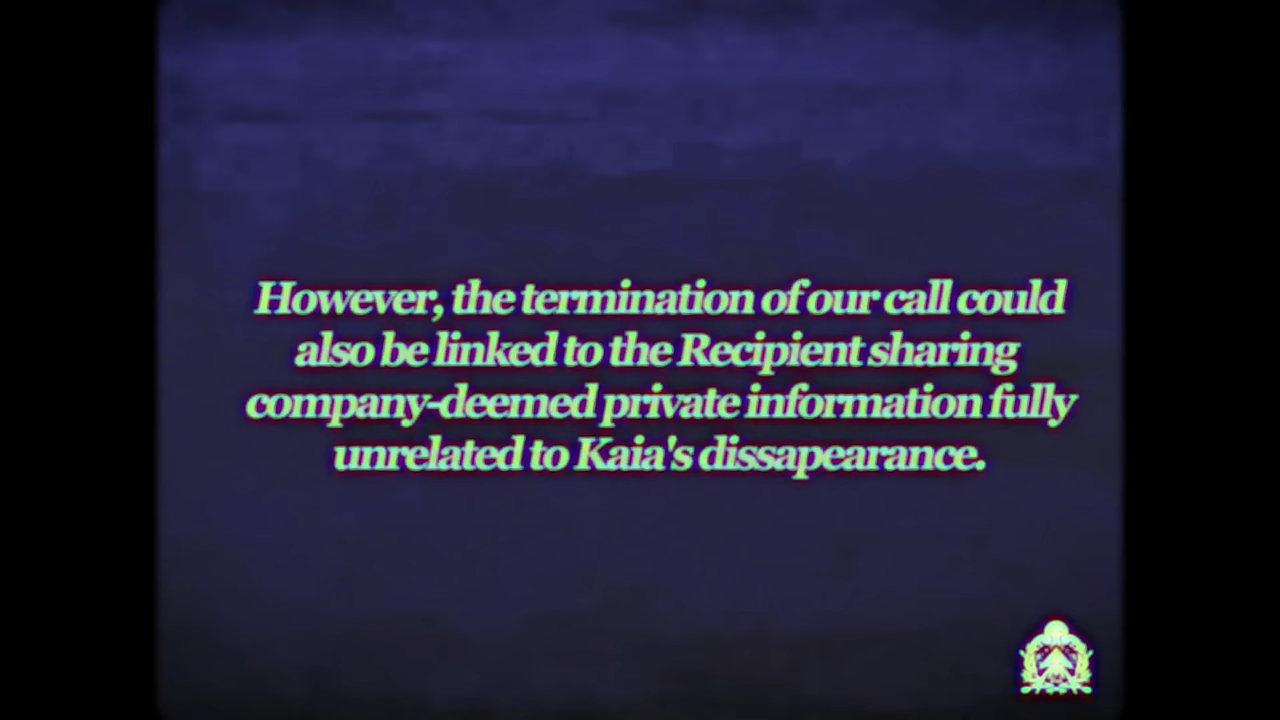 However, the termination of our call could
also be linked to the Recipient sharing
company-deemed private information fully
unrelated to Kaia's dissapearance.